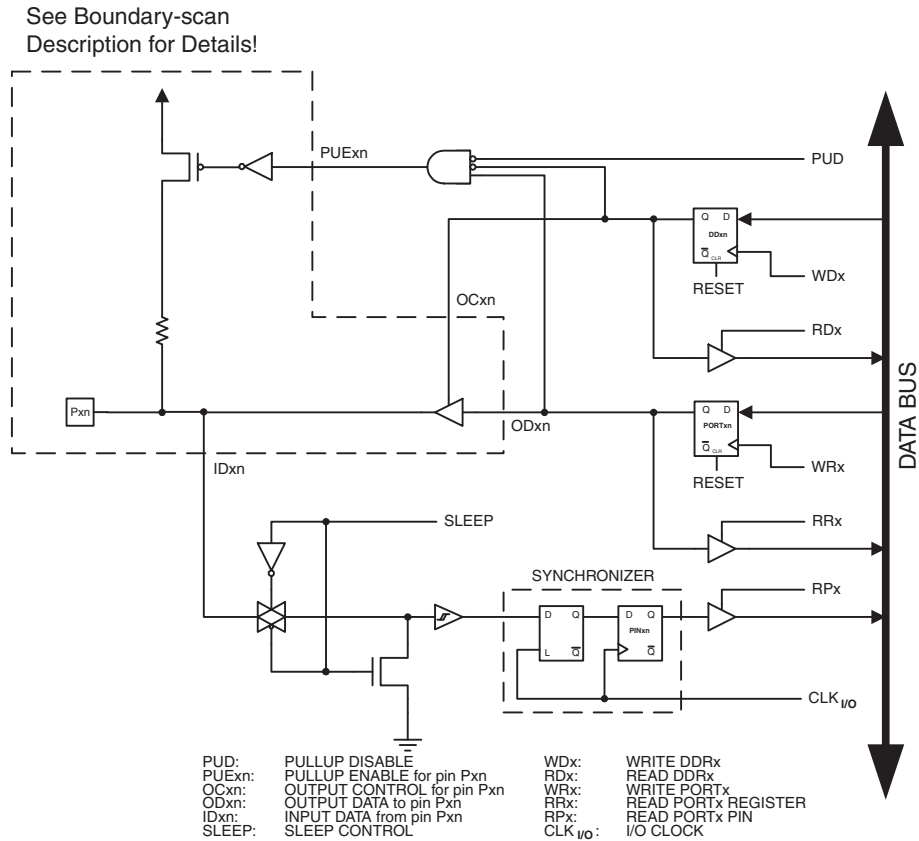 See Boundary-scan
Description for Details!
PUExn
PUD
Q D
DDxn
Q CLR
WDx
RESET
OCxn
RDx
Pxn
ODxn
Q D
PORTxn
Q CLR
WRx
RESET
IDxn
DATA BUS
SLEEP
RRx
SYNCHRONIZER
RPx
D Q
D Q
PINxn
L Q
Q
CLK I/O
PUD: PULLUP DISABLE
PUExn: PULLUP ENABLE for pin Pxn
OCxn: OUTPUT CONTROL for pin Pxn
ODxn: OUTPUT DATA to pin Pxn
IDxn: INPUT DATA from pin Pxn
SLEEP: SLEEP CONTROL
WDx: WRITE DDRx
RDx: READ DDRx
WRx: WRITE PORTx
RRx: READ PORTx REGISTER
RPx: READ PORTx PIN
CLK I/O: I/O CLOCK